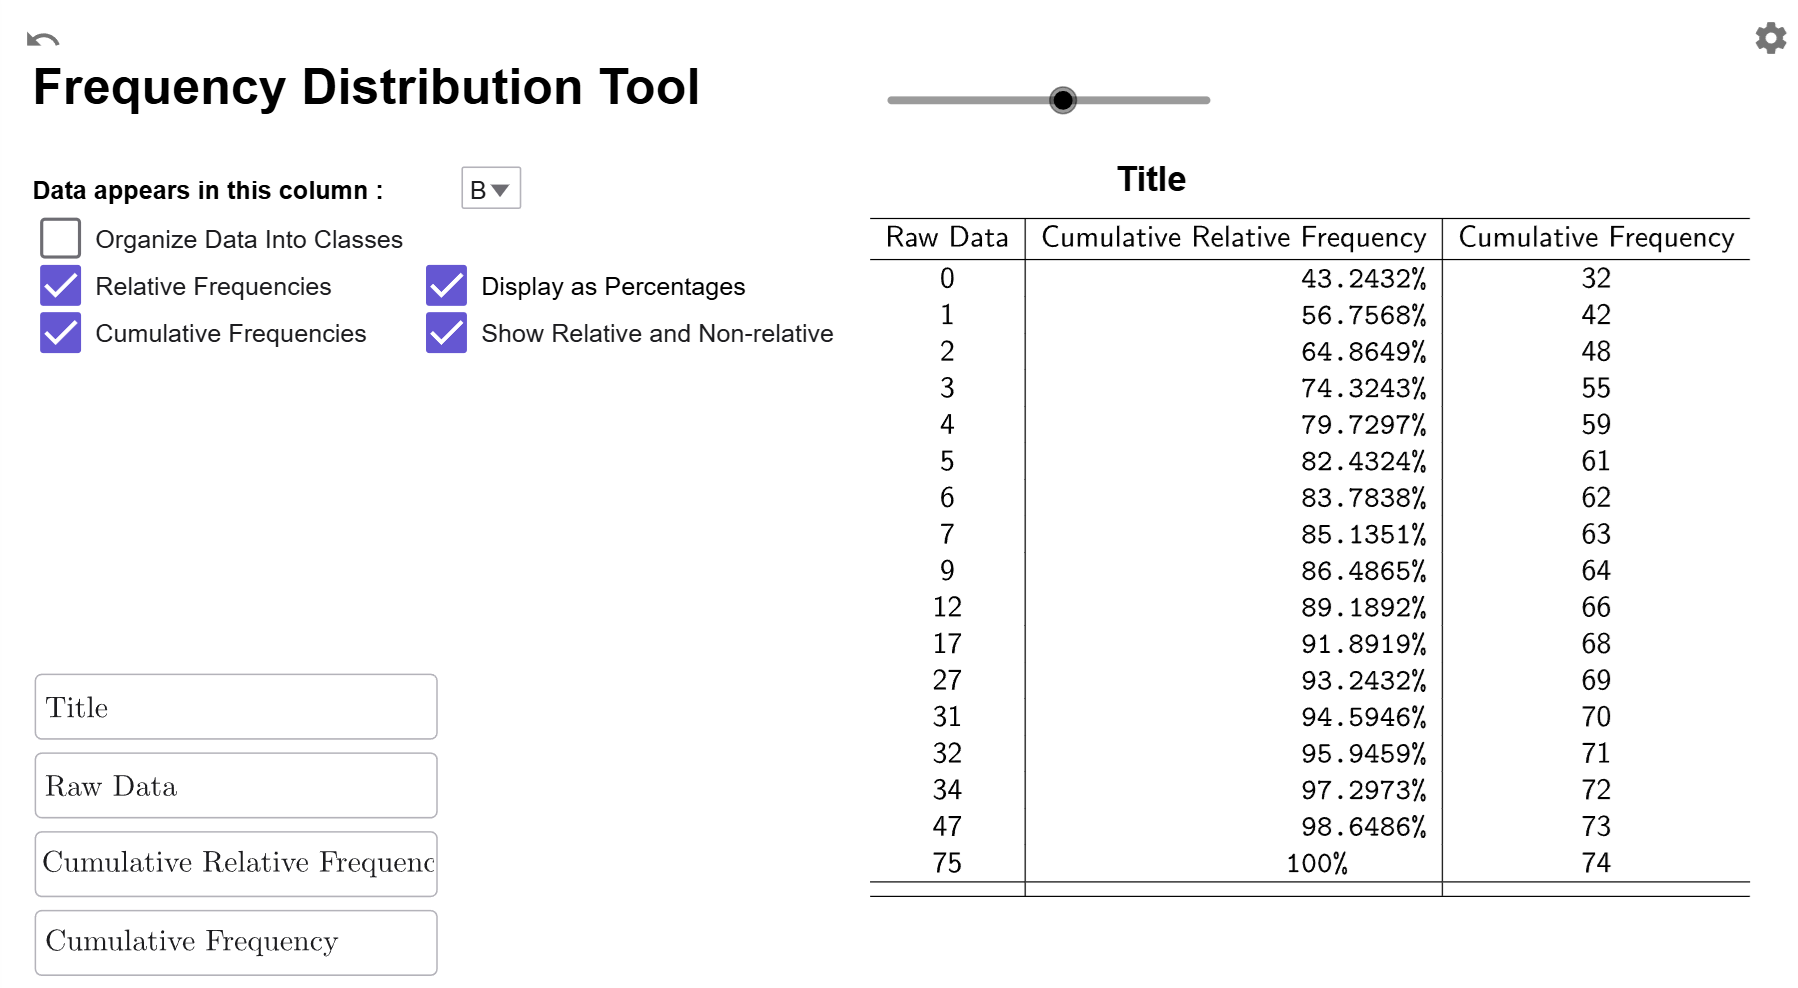 Frequency Distribution Tool
Data appears in this column :
B
Organize Data Into Classes
Relative Frequencies
Display as Percentages
Cumulative Frequencies
Show Relative and Non-relative
Title
Raw Data
Cumulative Relative Frequenc
Cumulative Frequency
Title
Raw Data Cumulative Relative Frequency Cumulative Frequency
0 43.2432% 32
1 56.7568% 42
2 64.8649% 48
3 74.3243% 55
4 79.7297% 59
5 82.4324% 61
6 83.7838% 62
7 85.1351% 63
9 86.4865% 64
12 89.1892% 66
17 91.8919% 68
27 93.2432% 69
31 94.5946% 70
32 95.9459% 71
34 97.2973% 72
47 98.6486% 73
75 100% 74